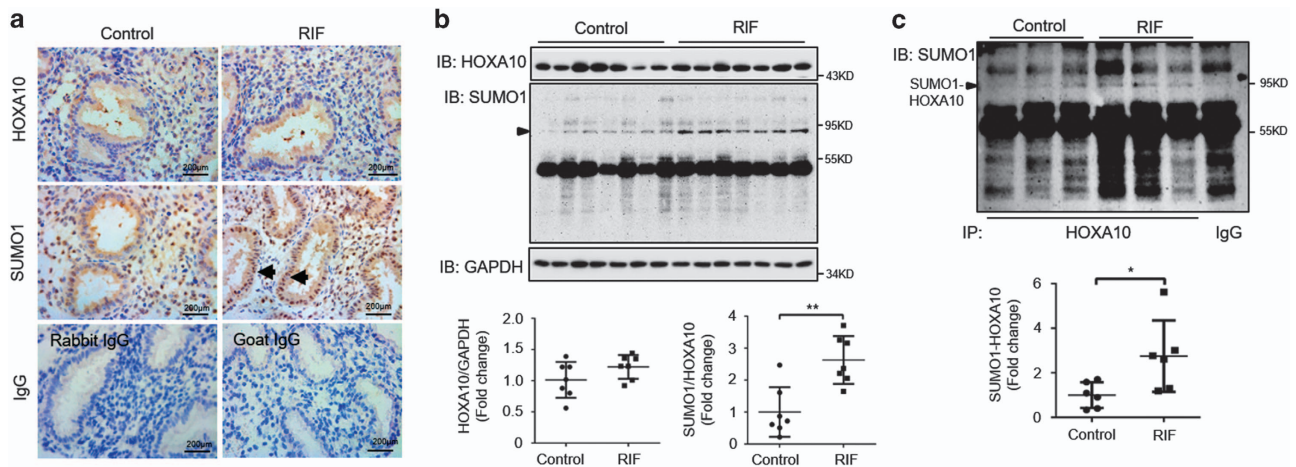 a
Control
RIF
HOXA10
200μm
200μm
SUMO1
200μm
200μm
IgG
Rabbit IgG
Goat IgG
200μm
200μm
b
Control
RIF
IB: HOXA10
43KD
IB: SUMO1
95KD
55KD
IB: GAPDH
34KD
HOXA10/GAPDH
(Fold change)
2.0
1.5
1.0
0.5
0
Control
RIF
SUMO1/HOXA10
(Fold change)
**
4
3
2
1
0
Control
RIF
c
Control
RIF
IB: SUMO1
SUMO1-
HOXA10
95KD
55KD
IP:
HOXA10
IgG
SUMO1-HOXA10
(Fold change)
*
6
4
2
0
Control
RIF